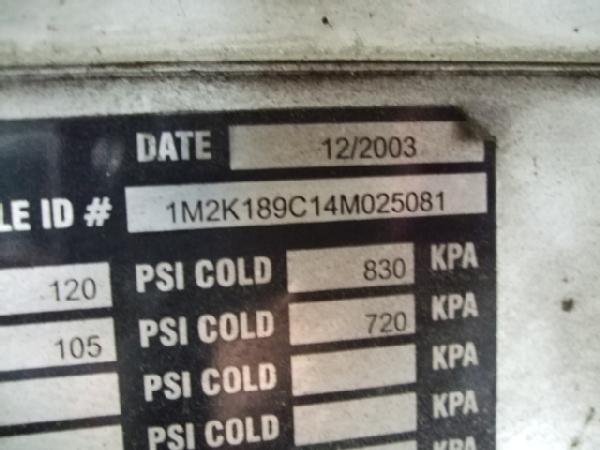 DATE 12/2003
LE ID # 1M2K189C14M025081
120 PSI COLD 830 KPA
105 PSI COLD 720 KPA
PSI COLD KPA
PSI COLD KPA
KPA